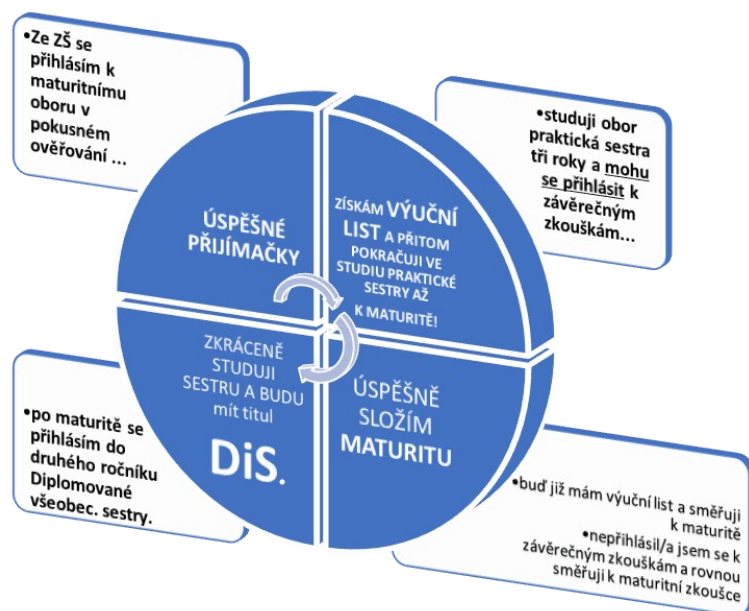 •Ze ZŠ se
přihlásím k
maturitnímu
oboru v
pokusném
ověřování ...
•studuji obor
praktická sestra
tři roky a mohu
se přihlásit k
závěrečným
zkouškám...
ÚSPĚŠNÉ
PŘIJÍMAČKY
ZÍSKÁM VÝUČNÍ
LIST A PŘITOM
POKRAČUJI VE
STUDIU PRAKTICKÉ
SESTRY AŽ
K MATURITĚ!
ZKRÁCENĚ
STUDUJI
SESTRU A BUDU
mít titul
DiS.
ÚSPĚŠNĚ
SLOŽÍM
MATURITU
•po maturitě se
přihlásím do
druhého ročníku
Diplomované
všeobec. sestry.
•buď již mám výuční list a směřuji
k maturitě
•nepřihlásil/a jsem se k
závěrečným zkouškám a rovnou
směřuji k maturitní zkoušce